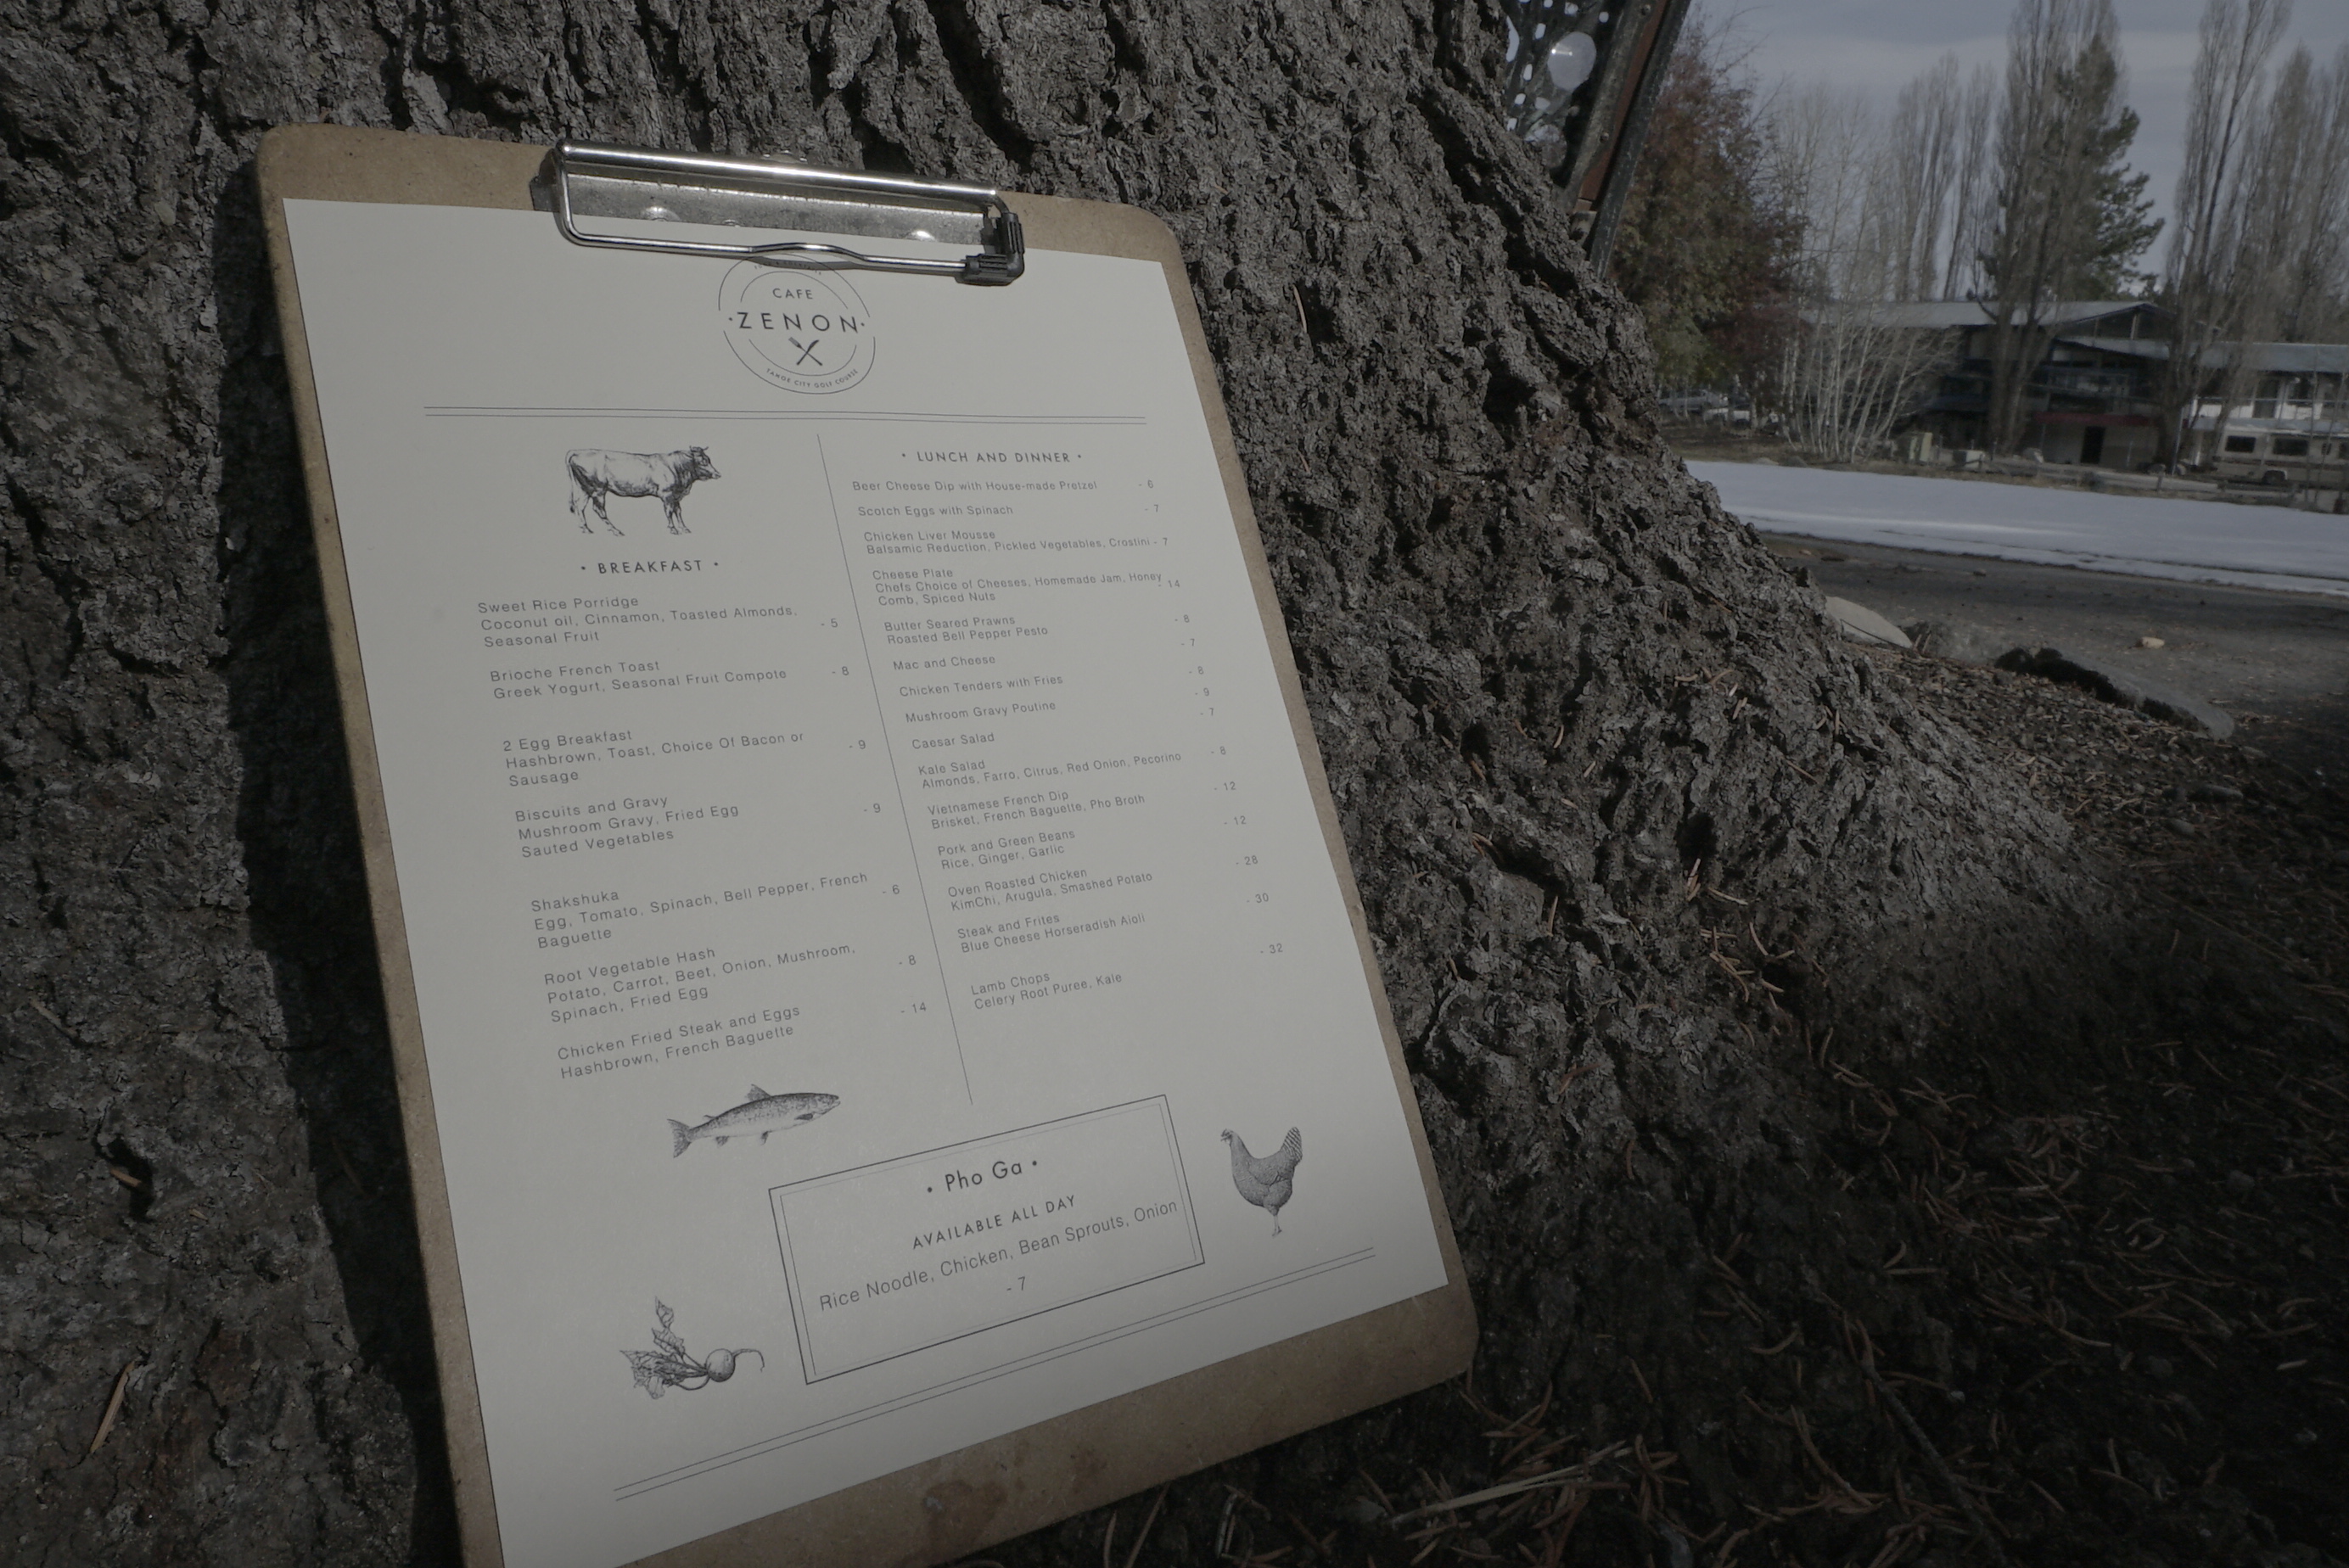 CAFE
·ZENON·
TAHOE CITY GOLF COURSE
• BREAKFAST •
Sweet Rice Porridge
Coconut oil, Cinnamon, Toasted Almonds, - 5
Seasonal Fruit
Brioche French Toast
Greek Yogurt, Seasonal Fruit Compote - 8
2 Egg Breakfast
Hashbrown, Toast, Choice Of Bacon or - 9
Sausage
Biscuits and Gravy
Mushroom Gravy, Fried Egg - 9
Sauted Vegetables
Shakshuka
Egg, Tomato, Spinach, Bell Pepper, French - 6
Baguette
Root Vegetable Hash
Potato, Carrot, Beet, Onion, Mushroom, - 8
Spinach, Fried Egg
Chicken Fried Steak and Eggs - 14
Hashbrown, French Baguette
• LUNCH AND DINNER •
Beer Cheese Dip with House-made Pretzel - 6
Scotch Eggs with Spinach - 7
Chicken Liver Mousse
Balsamic Reduction, Pickled Vegetables, Crostini - 7
Cheese Plate
Chefs Choice of Cheeses, Homemade Jam, Honey - 14
Comb, Spiced Nuts
Butter Seared Prawns - 8
Roasted Bell Pepper Pesto
Mac and Cheese - 7
Chicken Tenders with Fries - 8
Mushroom Gravy Poutine - 9
Caesar Salad - 7
Kale Salad - 8
Almonds, Farro, Citrus, Red Onion, Pecorino
Vietnamese French Dip - 12
Brisket, French Baguette, Pho Broth
Pork and Green Beans - 12
Rice, Ginger, Garlic
Oven Roasted Chicken - 28
KimChi, Arugula, Smashed Potato
Steak and Frites - 30
Blue Cheese Horseradish Aioli
Lamb Chops - 32
Celery Root Puree, Kale
• Pho Ga •
AVAILABLE ALL DAY
Rice Noodle, Chicken, Bean Sprouts, Onion
- 7